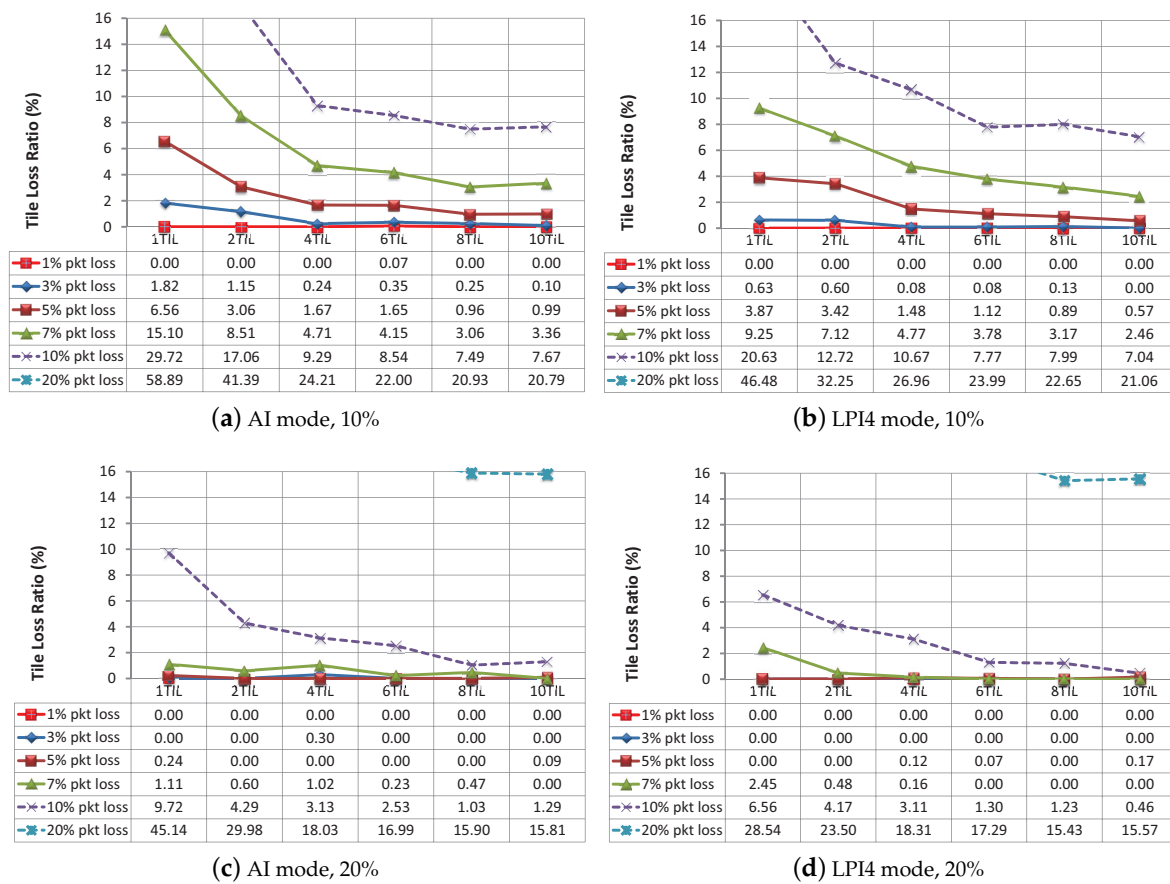 16
14
12
10
8
6
4
2
0
Tile Loss Ratio (%)
1TiL 2TiL 4TiL 6TiL 8TiL 10TiL
1% pkt loss 0.00 0.00 0.00 0.07 0.00 0.00
3% pkt loss 1.82 1.15 0.24 0.35 0.25 0.10
5% pkt loss 6.56 3.06 1.67 1.65 0.96 0.99
7% pkt loss 15.10 8.51 4.71 4.15 3.06 3.36
10% pkt loss 29.72 17.06 9.29 8.54 7.49 7.67
20% pkt loss 58.89 41.39 24.21 22.00 20.93 20.79
(a) AI mode, 10%
16
14
12
10
8
6
4
2
0
Tile Loss Ratio (%)
1TiL 2TiL 4TiL 6TiL 8TiL 10TiL
1% pkt loss 0.00 0.00 0.00 0.00 0.00 0.00
3% pkt loss 0.63 0.60 0.08 0.08 0.13 0.00
5% pkt loss 3.87 3.42 1.48 1.12 0.89 0.57
7% pkt loss 9.25 7.12 4.77 3.78 3.17 2.46
10% pkt loss 20.63 12.72 10.67 7.77 7.99 7.04
20% pkt loss 46.48 32.25 26.96 23.99 22.65 21.06
(b) LPI4 mode, 10%
16
14
12
10
8
6
4
2
0
Tile Loss Ratio (%)
1TiL 2TiL 4TiL 6TiL 8TiL 10TiL
1% pkt loss 0.00 0.00 0.00 0.00 0.00 0.00
3% pkt loss 0.00 0.00 0.30 0.00 0.00 0.00
5% pkt loss 0.24 0.00 0.00 0.00 0.00 0.09
7% pkt loss 1.11 0.60 1.02 0.23 0.47 0.00
10% pkt loss 9.72 4.29 3.13 2.53 1.03 1.29
20% pkt loss 45.14 29.98 18.03 16.99 15.90 15.81
(c) AI mode, 20%
16
14
12
10
8
6
4
2
0
Tile Loss Ratio (%)
1TiL 2TiL 4TiL 6TiL 8TiL 10TiL
1% pkt loss 0.00 0.00 0.00 0.00 0.00 0.00
3% pkt loss 0.00 0.00 0.00 0.00 0.00 0.00
5% pkt loss 0.00 0.00 0.12 0.07 0.00 0.17
7% pkt loss 2.45 0.48 0.16 0.00 0.00 0.00
10% pkt loss 6.56 4.17 3.11 1.30 1.23 0.46
20% pkt loss 28.54 23.50 18.31 17.29 15.43 15.57
(d) LPI4 mode, 20%